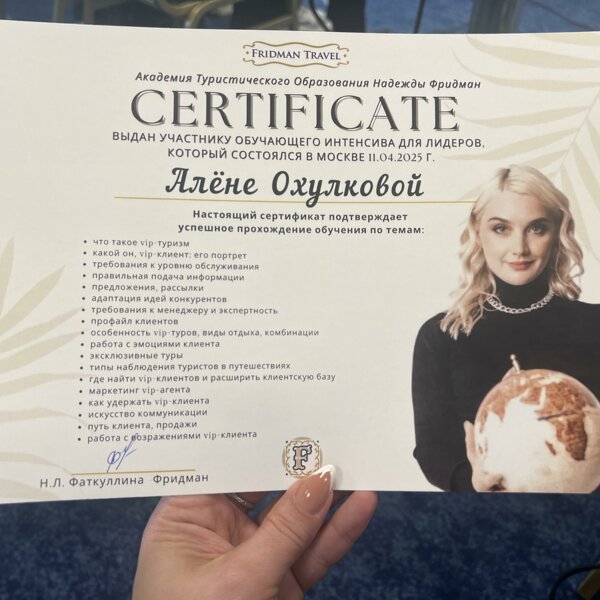 FRIDMAN TRAVEL
Академия Туристического Образования Надежды Фридман
CERTIFICATE
ВЫДАН УЧАСТНИКУ ОБУЧАЮЩЕГО ИНТЕНСИВА ДЛЯ ЛИДЕРОВ.
КОТОРЫЙ СОСТОЯЛСЯ В МОСКВЕ 11.04.2025 Г.
Алёне Охулковой
Настоящий сертификат подтверждает
успешное прохождение обучения по темам:
• что такое vip-туризм
• какой он, vip-клиент: его портрет
• требования к уровню обслуживания
• правильная подача информации
• предложения, рассылки
• адаптация идей конкурентов
• требования к менеджеру и экспертность
• профайл клиентов
• особенность vip-туров, виды отдыха, комбинации
• работа с эмоциями клиента
• эксклюзивные туры
• типы наблюдения туристов в путешествиях
• где найти vip-клиентов и расширить клиентскую базу
• маркетинг vip-агента
• как удержать vip-клиента
• искусство коммуникации
• путь клиента, продажи
• работа с возражениями vip-клиента
F
Н.Л. Фаткуллина Фридман